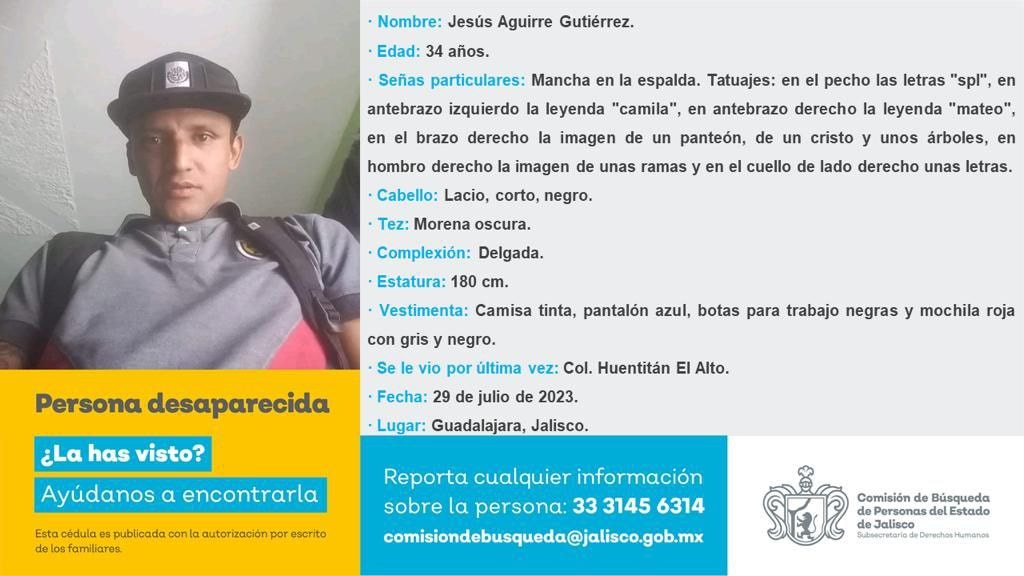 · Nombre: Jesús Aguirre Gutiérrez.
· Edad: 34 años.
· Señas particulares: Mancha en la espalda. Tatuajes: en el pecho las letras "spl", en
antebrazo izquierdo la leyenda "camila", en antebrazo derecho la leyenda "mateo",
en el brazo derecho la imagen de un panteón, de un cristo y unos árboles, en
hombro derecho la imagen de unas ramas y en el cuello de lado derecho unas letras.
· Cabello: Lacio, corto, negro.
· Tez: Morena oscura.
· Complexión: Delgada.
· Estatura: 180 cm.
· Vestimenta: Camisa tinta, pantalón azul, botas para trabajo negras y mochila roja
con gris y negro.
· Se le vio por última vez: Col. Huentitán El Alto.
· Fecha: 29 de julio de 2023.
· Lugar: Guadalajara, Jalisco.
Persona desaparecida
¿La has visto?
Ayúdanos a encontrarla
Esta cédula es publicada con la autorización por escrito
de los familiares.
Reporta cualquier información
sobre la persona: 33 3145 6314
comisiondebusqueda@jalisco.gob.mx
Comisión de Búsqueda
de Personas del Estado
de Jalisco
Subsecretaría de Derechos Humanos